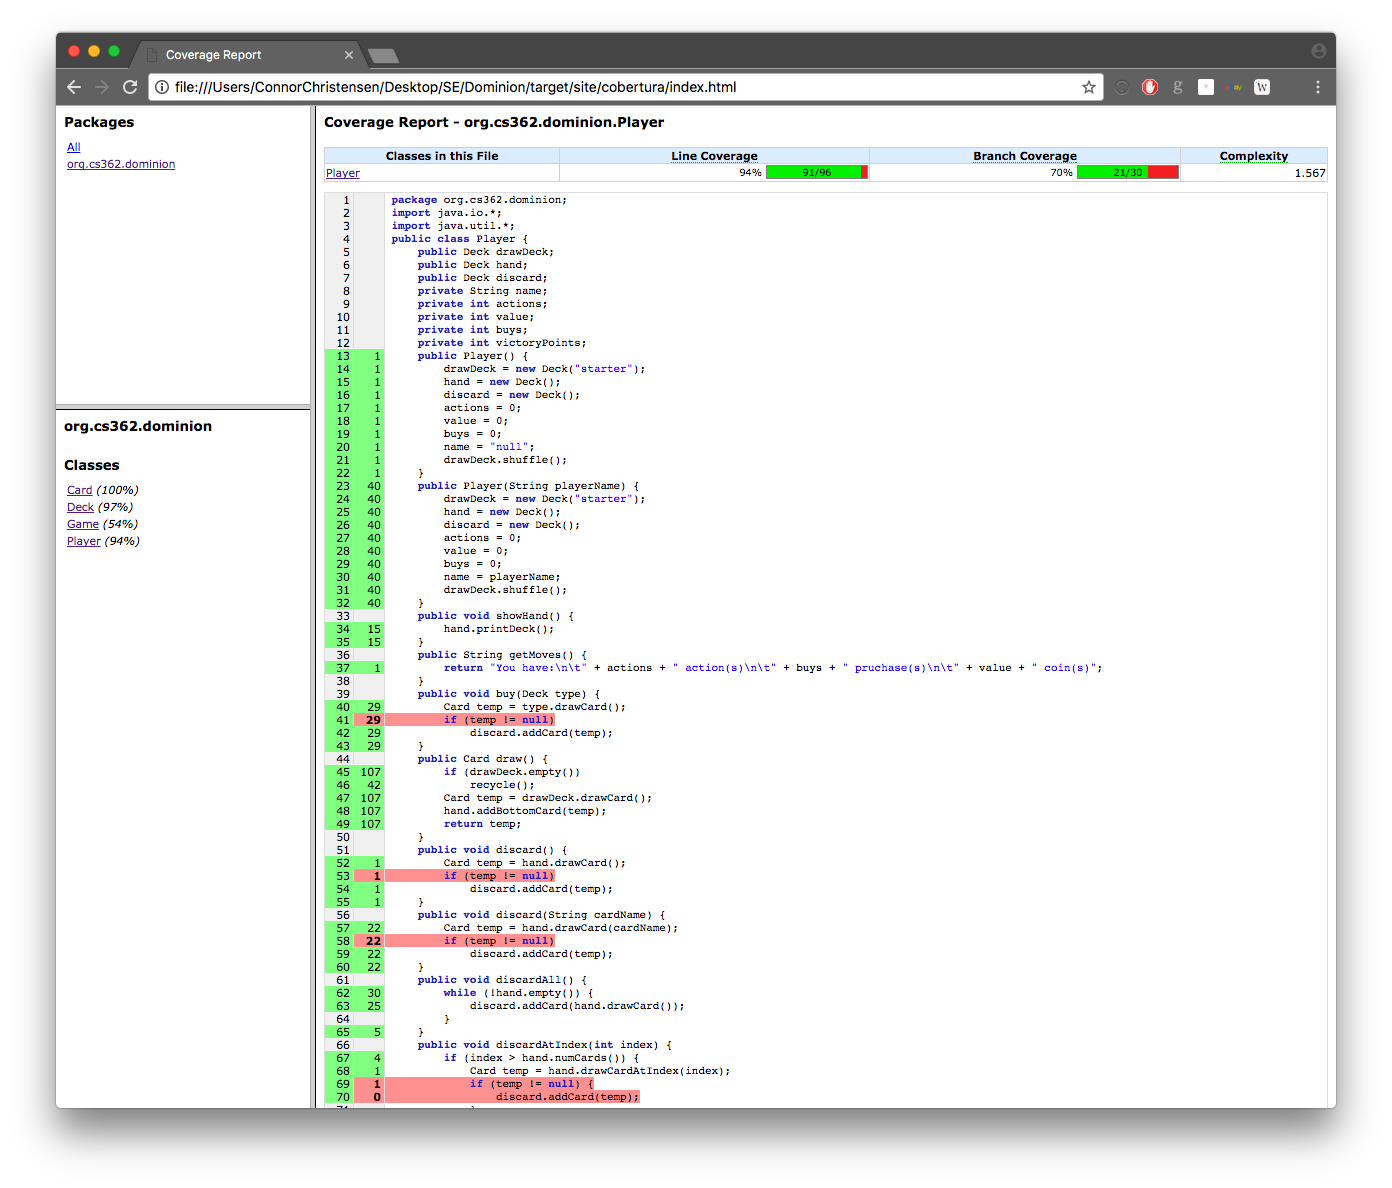 Coverage Report
file:///Users/ConnorChristensen/Desktop/SE/Dominion/target/site/cobertura/index.html
g
W
Packages
All
org.cs362.dominion
org.cs362.dominion
Classes
Card (100%)
Deck (97%)
Game (54%)
Player (94%)
Coverage Report - org.cs362.dominion.Player
Classes in this File Line Coverage Branch Coverage Complexity
Player 94% 91/96 70% 21/30 1.567
1 package org.cs362.dominion;
2 import java.io.*;
3 import java.util.*;
4 public class Player {
5 public Deck drawDeck;
6 public Deck hand;
7 public Deck discard;
8 private String name;
9 private int actions;
10 private int value;
11 private int buys;
12 private int victoryPoints;
13 1 public Player() {
14 1 drawDeck = new Deck("starter");
15 1 hand = new Deck();
16 1 discard = new Deck();
17 1 actions = 0;
18 1 value = 0;
19 1 buys = 0;
20 1 name = "null";
21 1 drawDeck.shuffle();
22 1 }
23 40 public Player(String playerName) {
24 40 drawDeck = new Deck("starter");
25 40 hand = new Deck();
26 40 discard = new Deck();
27 40 actions = 0;
28 40 value = 0;
29 40 buys = 0;
30 40 name = playerName;
31 40 drawDeck.shuffle();
32 40 }
33 public void showHand() {
34 15 hand.printDeck();
35 15 }
36 public String getMoves() {
37 1 return "You have:\n\t" + actions + " action(s)\n\t" + buys + " pruchase(s)\n\t" + value + " coin(s)";
38 }
39 public void buy(Deck type) {
40 29 Card temp = type.drawCard();
41 29 if (temp != null)
42 29 discard.addCard(temp);
43 29 }
44 public Card draw() {
45 107 if (drawDeck.empty())
46 42 recycle();
47 107 Card temp = drawDeck.drawCard();
48 107 hand.addBottomCard(temp);
49 107 return temp;
50 }
51 public void discard() {
52 1 Card temp = hand.drawCard();
53 1 if (temp != null)
54 1 discard.addCard(temp);
55 1 }
56 public void discard(String cardName) {
57 22 Card temp = hand.drawCard(cardName);
58 22 if (temp != null)
59 22 discard.addCard(temp);
60 22 }
61 public void discardAll() {
62 30 while (!hand.empty()) {
63 25 discard.addCard(hand.drawCard());
64 }
65 5 }
66 public void discardAtIndex(int index) {
67 4 if (index > hand.numCards()) {
68 1 Card temp = hand.drawCardAtIndex(index);
69 1 if (temp != null) {
70 0 discard.addCard(temp);